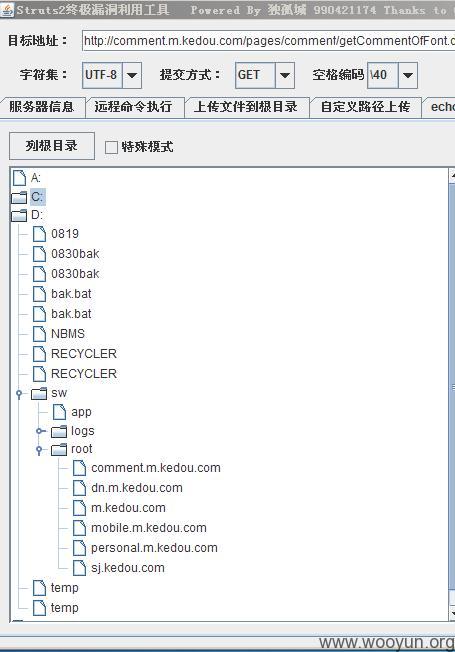 Struts2终极漏洞利用工具 Powered By 独孤城 990421174 Thanks to
目标地址： http://comment.m.kedou.com/pages/comment/getCommentOfFont.
字符集： UTF-8 提交方式： GET 空格编码 \40
服务器信息 远程命令执行 上传文件到根目录 自定义路径上传 echo
列根目录 特殊模式
A:
C:
D:
0819
0830bak
0830bak
bak.bat
bak.bat
NBMS
RECYCLER
RECYCLER
sw
app
logs
root
comment.m.kedou.com
dn.m.kedou.com
m.kedou.com
mobile.m.kedou.com
personal.m.kedou.com
sj.kedou.com
temp
temp
www.wooyun.org